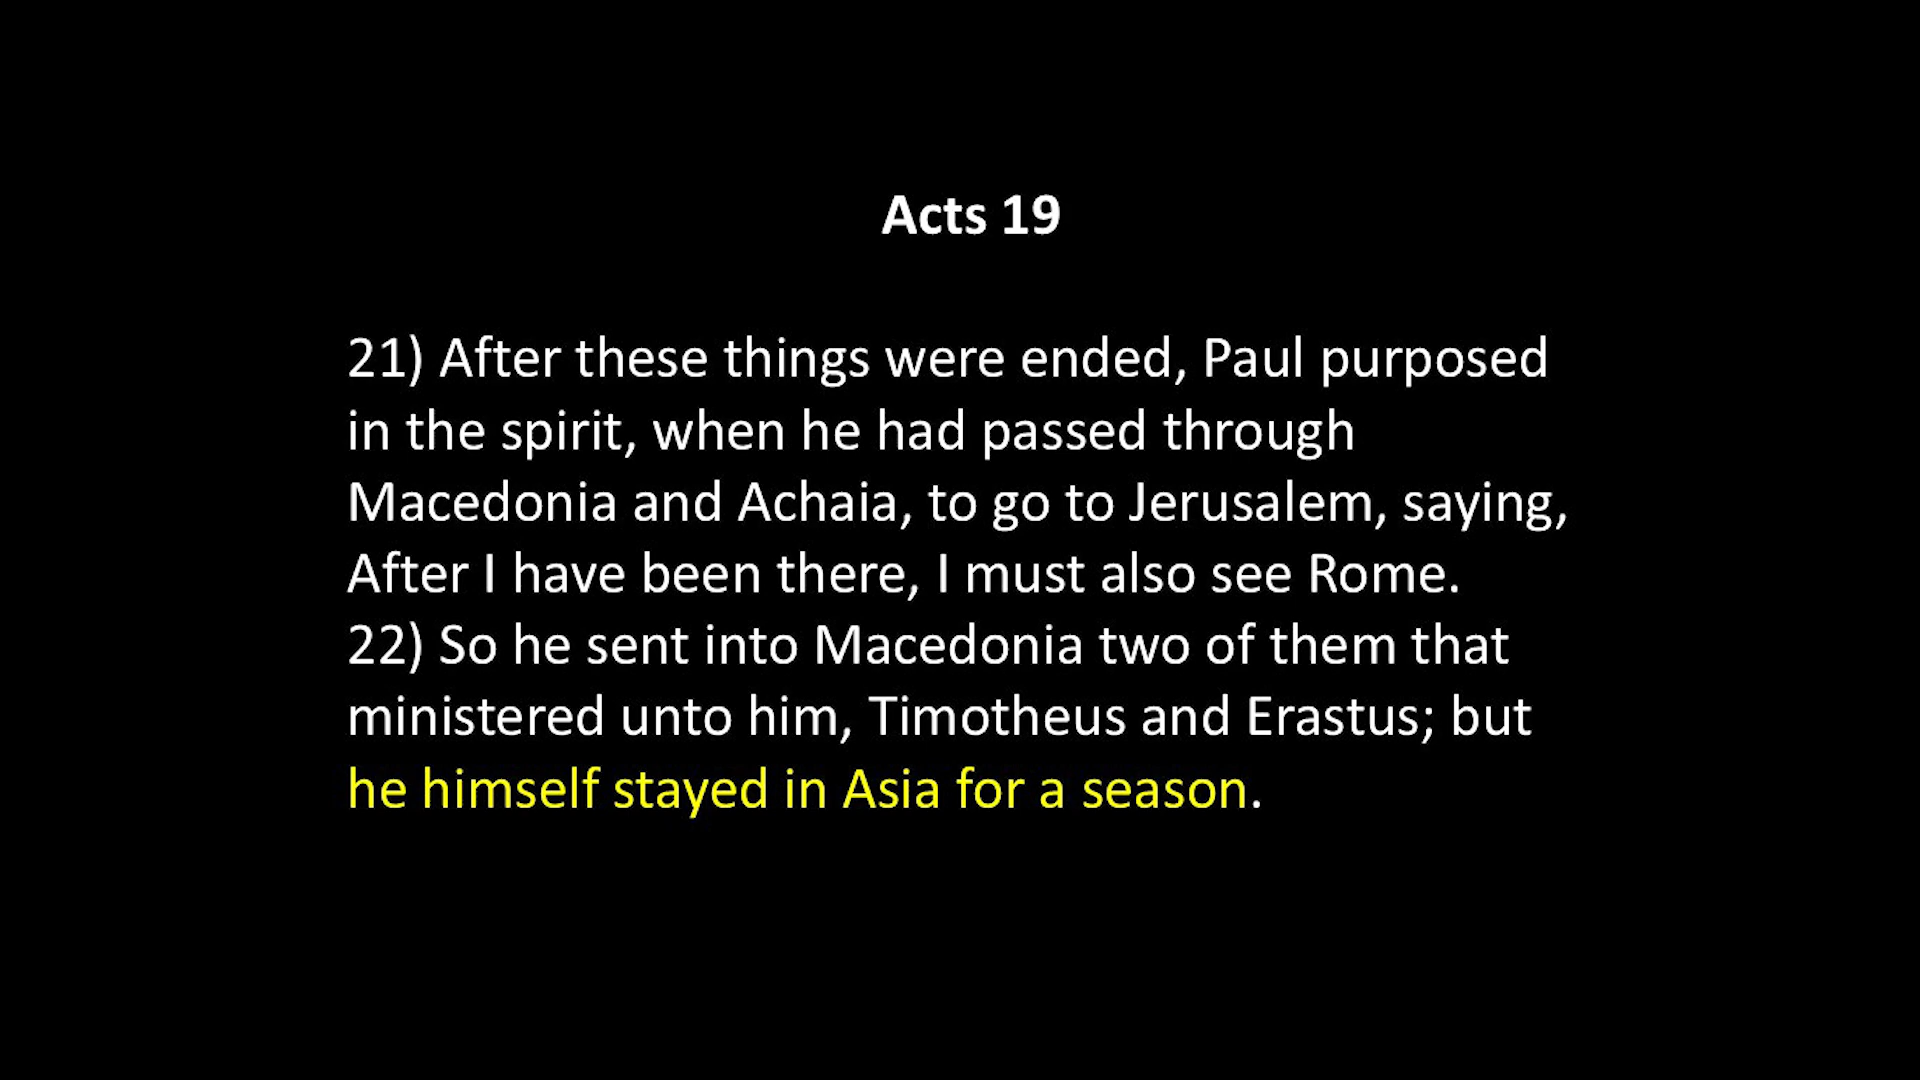 Acts 19
21) After these things were ended, Paul purposed
in the spirit, when he had passed through
Macedonia and Achaia, to go to Jerusalem, saying,
After I have been there, I must also see Rome.
22) So he sent into Macedonia two of them that
ministered unto him, Timotheus and Erastus; but
he himself stayed in Asia for a season.